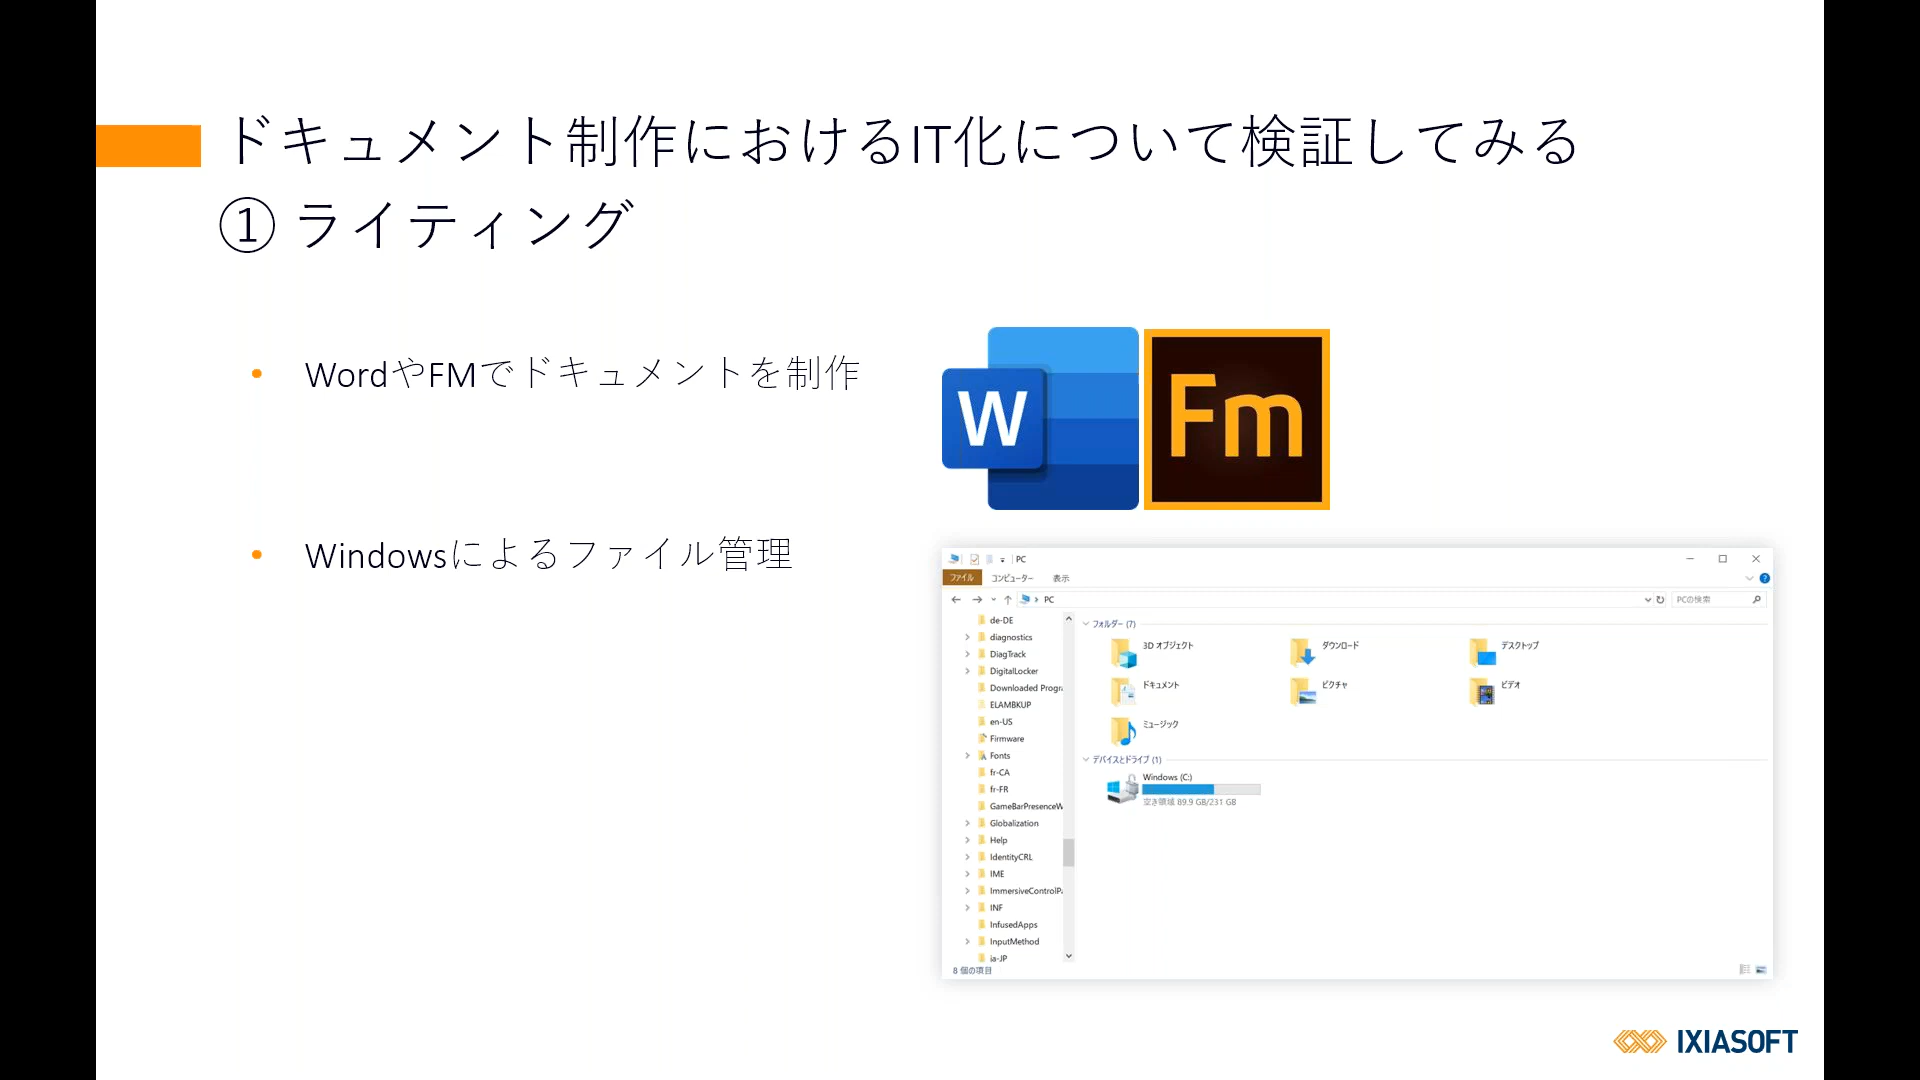 ドキュメント制作におけるIT化について検証してみる
① ライティング
• WordやFMでドキュメントを制作
• Windowsによるファイル管理
W
Fm
PC
ファイル コンピューター 表示
PC
PCの検索
de-DE
diagnostics
DiagTrack
DigitalLocker
Downloaded Progra
ELAMBKUP
en-US
Firmware
Fonts
fr-CA
fr-FR
GameBarPresenceW
Globalization
Help
IdentityCRL
IME
ImmersiveControlPa
INF
InfusedApps
InputMethod
ja-JP
フォルダー (7)
3D オブジェクト ダウンロード デスクトップ
ドキュメント ピクチャ ビデオ
ミュージック
デバイスとドライブ (1)
Windows (C:)
空き領域 89.9 GB/231 GB
8 個の項目
IXIASOFT